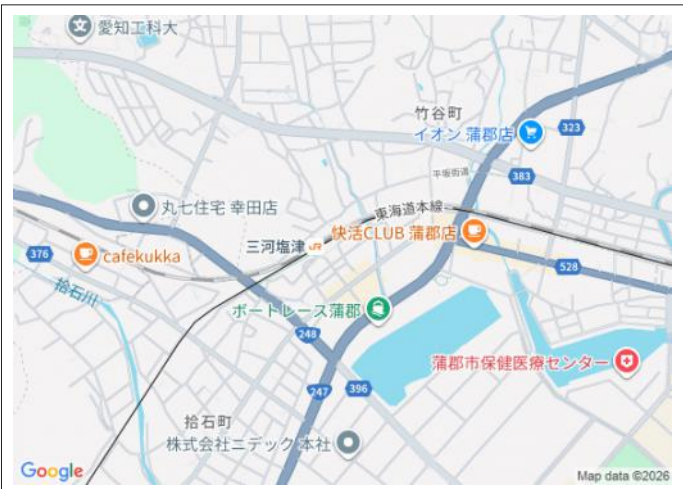 愛知工科大
竹谷町
イオン 蒲郡店
323
平坂街道
383
丸七住宅 幸田店
東海道本線
快活CLUB 蒲郡店
三河塩津 JR
376
cafekukka
528
拾石川
ボートレース蒲郡
248
蒲郡市保健医療センター
247
396
拾石町
株式会社ニデック 本社
Google
Map data ©2026